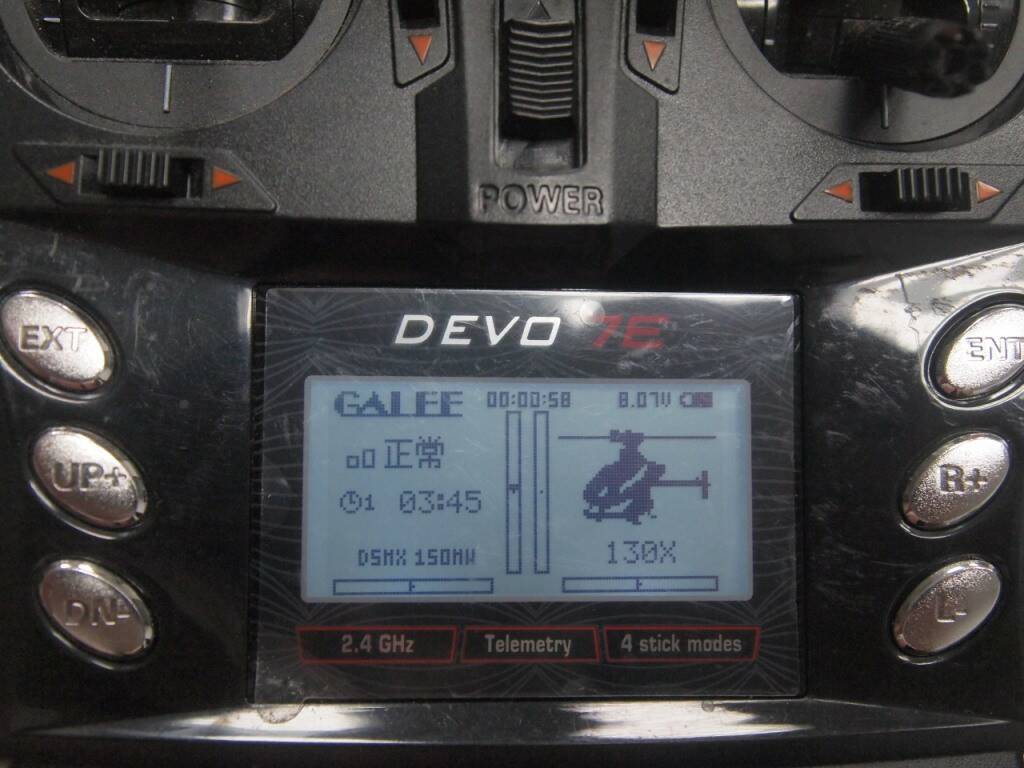 POWER
DEVO 7E
GALEE 00:00:58 8.07V
正常
1 03:45
DSMX 150MW
130X
2.4 GHz Telemetry 4 stick modes
EXT
UP+
DN-
ENT
R+
L-